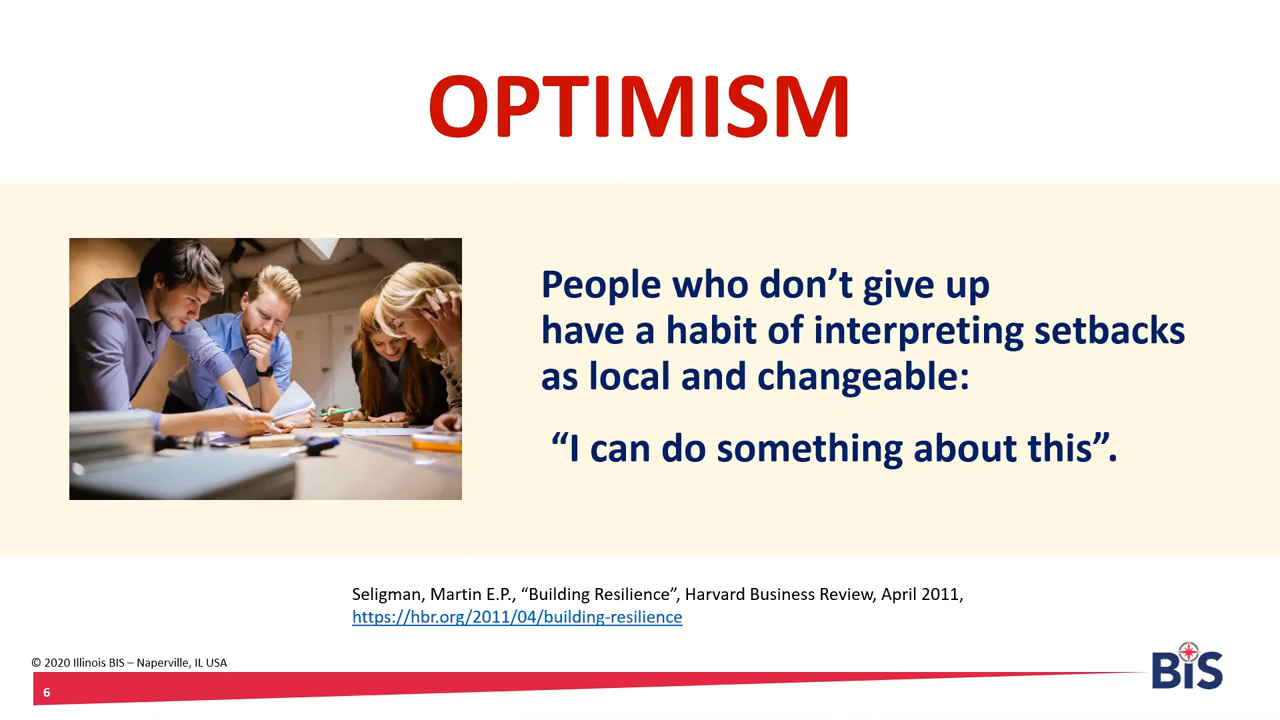 OPTIMISM
People who don’t give up
have a habit of interpreting setbacks
as local and changeable:
“I can do something about this”.
Seligman, Martin E.P., “Building Resilience”, Harvard Business Review, April 2011,
https://hbr.org/2011/04/building-resilience
© 2020 Illinois BIS – Naperville, IL USA
6
BiS